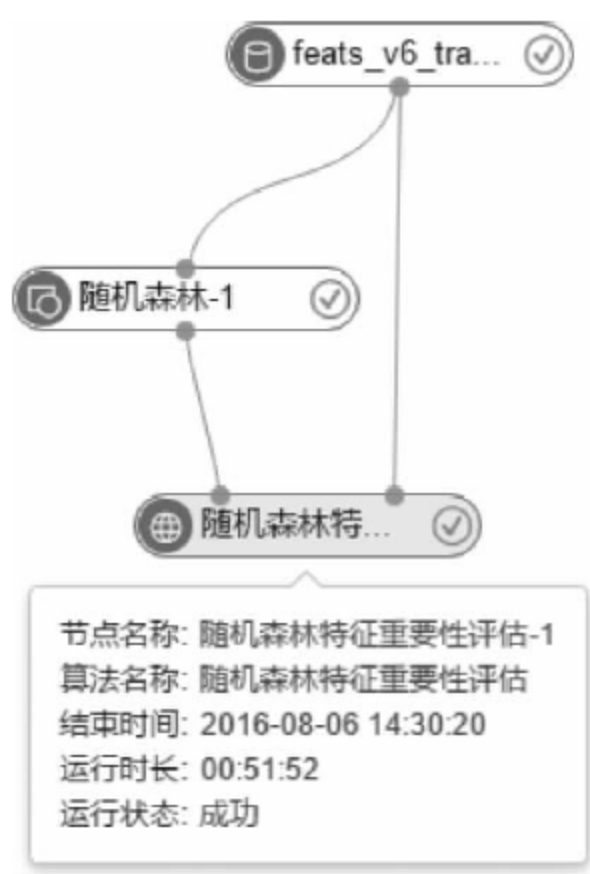 feats_v6_tra...
随机森林-1
随机森林特...
节点名称: 随机森林特征重要性评估-1
算法名称: 随机森林特征重要性评估
结束时间: 2016-08-06 14:30:20
运行时长: 00:51:52
运行状态: 成功